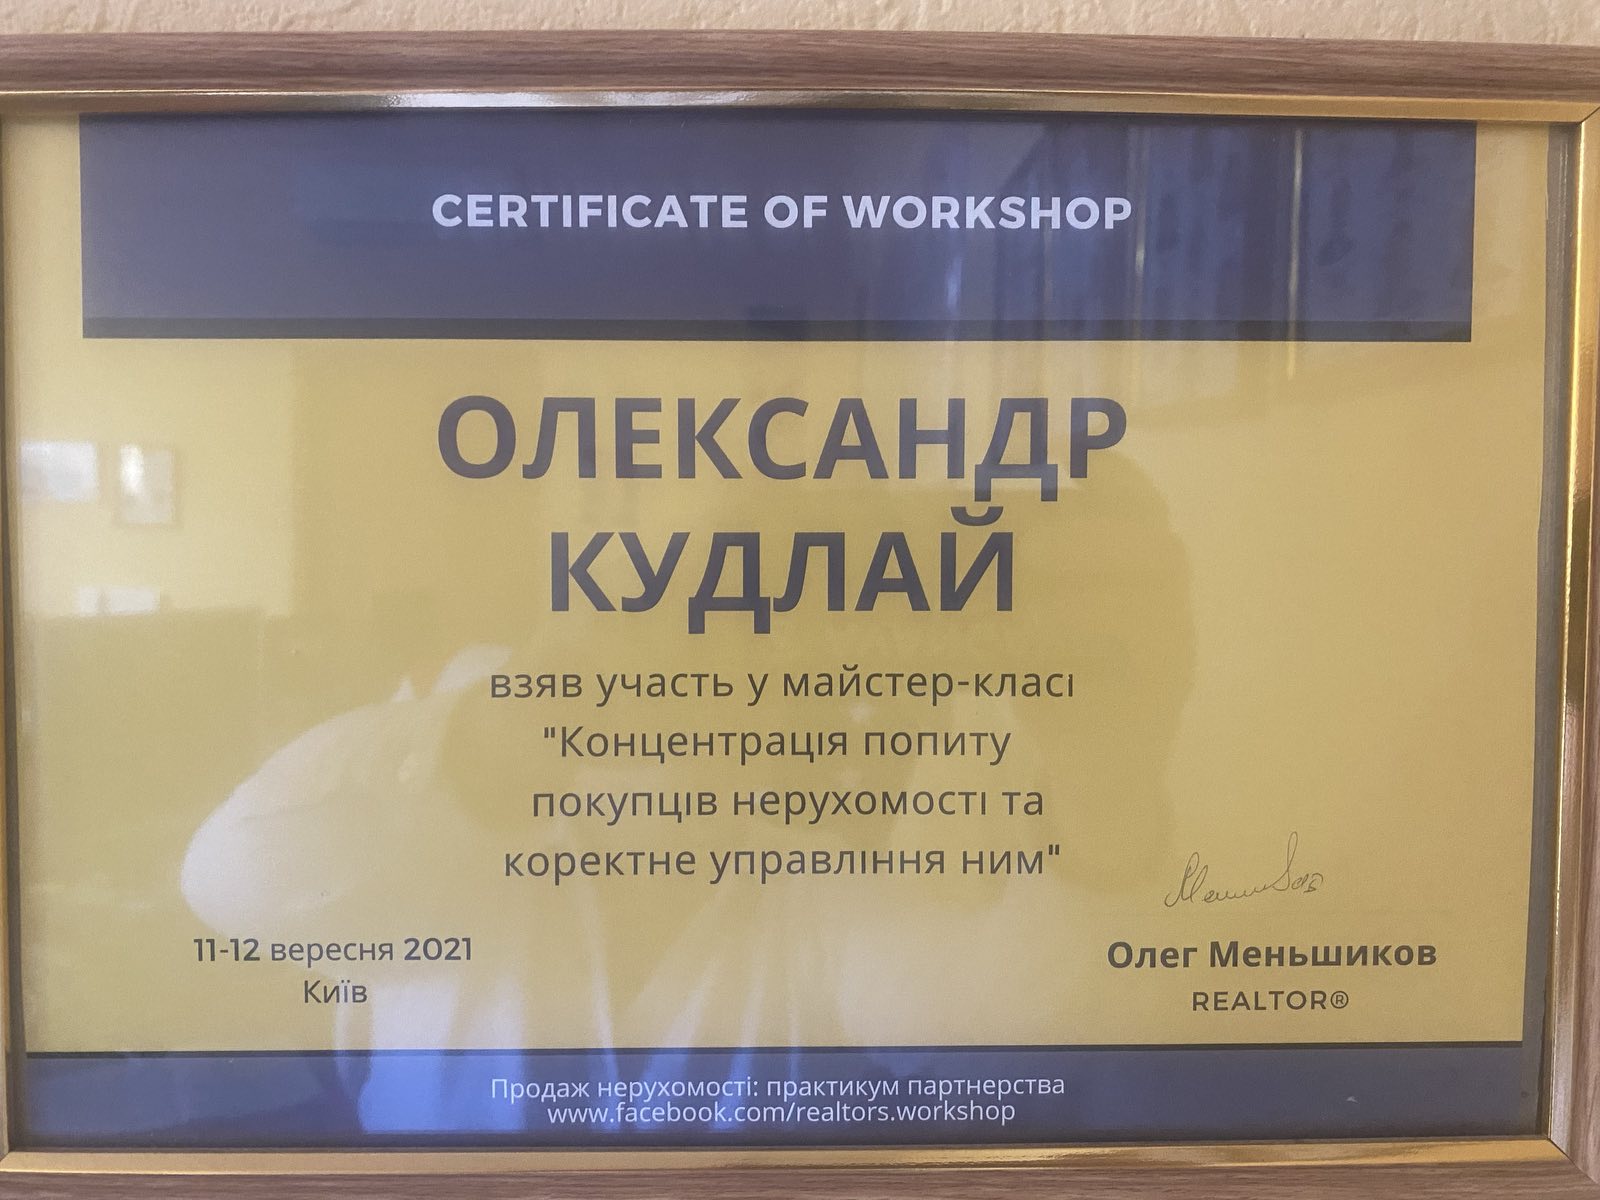 CERTIFICATE OF WORKSHOP
ОЛЕКСАНДР
КУДЛАЙ
взяв участь у майстер-класі
"Концентрація попиту
покупців нерухомості та
коректне управління ним"
11-12 вересня 2021
Київ
Олег Меньшиков
REALTOR®
Продаж нерухомості: практикум партнерства
www.facebook.com/realtors.workshop